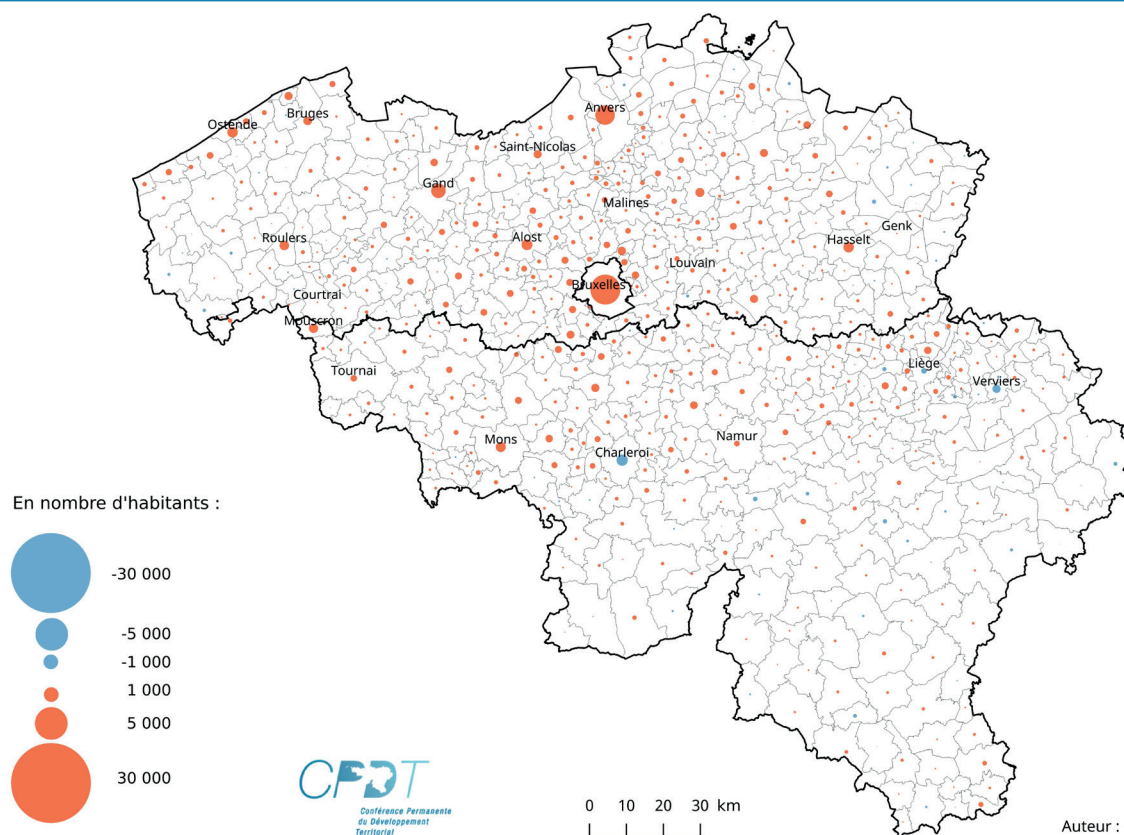 Anvers
Bruges
Ostende
Saint-Nicolas
Gand
Malines
Genk
Roulers
Alost
Hasselt
Louvain
Bruxelles
Courtrai
Mouscron
Liège
Tournai
Verviers
Mons
Namur
Charleroi
En nombre d'habitants :
-30 000
-5 000
-1 000
1 000
5 000
30 000
CPDT
Conférence Permanente
du Développement
Territorial
0 10 20 30 km
Auteur :